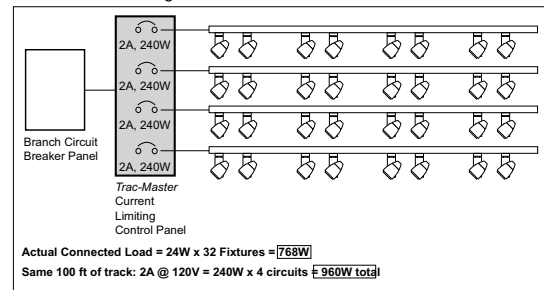 2A, 240W
2A, 240W
2A, 240W
2A, 240W
Branch Circuit
Breaker Panel
Trac-Master
Current
Limiting
Control Panel
Actual Connected Load = 24W x 32 Fixtures = 768W
Same 100 ft of track: 2A @ 120V = 240W x 4 circuits = 960W total